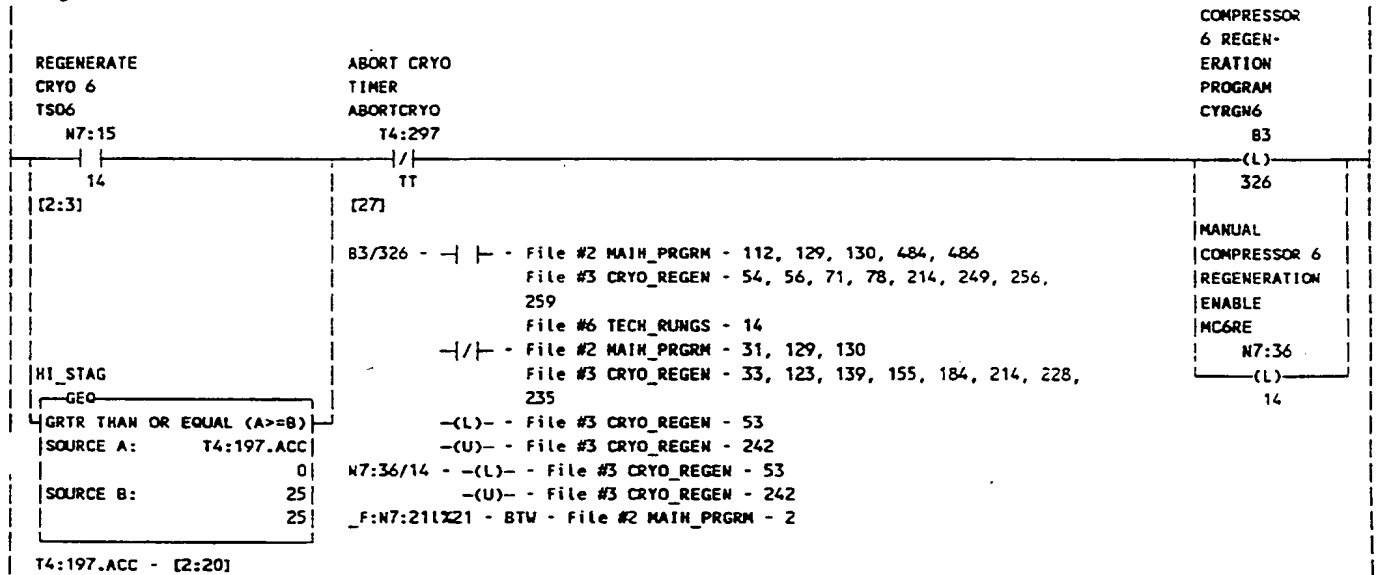 COMPRESSOR
6 REGEN-
REGENERATE ABORT CRYO ERATION
CRYO 6 TIMER PROGRAM
TS06 ABORTCRYO CYRGN6
N7:15 T4:297 B3
—┤ ├— —┤/├— —(L)—
14 TT 326
[2:3] [27]
MANUAL
B3/326 - —┤ ├— - File #2 MAIN_PRGRM - 112, 129, 130, 484, 486 COMPRESSOR 6
File #3 CRYO_REGEN - 54, 56, 71, 78, 214, 249, 256, REGENERATION
259 ENABLE
File #6 TECH_RUNGS - 14 MC6RE
—┤/├— - File #2 MAIN_PRGRM - 31, 129, 130 N7:36
HI_STAG File #3 CRYO_REGEN - 33, 123, 139, 155, 184, 214, 228, —(L)—
GEQ 235 14
GRTR THAN OR EQUAL (A>=B) —(L)— - File #3 CRYO_REGEN - 53
SOURCE A: T4:197.ACC —(U)— - File #3 CRYO_REGEN - 242
0 N7:36/14 - —(L)— - File #3 CRYO_REGEN - 53
SOURCE B: 25 —(U)— - File #3 CRYO_REGEN - 242
25 _F:N7:211%21 - BTW - File #2 MAIN_PRGRM - 2
T4:197.ACC - [2:20]